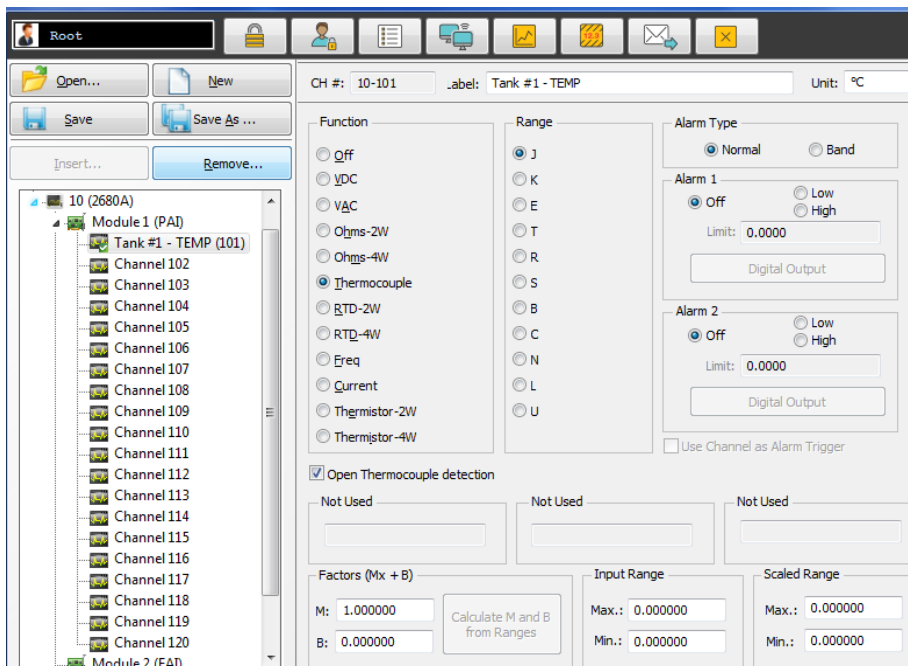 Root
12.3
Open...
New
Save
Save As ...
Insert...
Remove...
10 (2680A)
Module 1 (PAI)
Tank #1 - TEMP (101)
Channel 102
Channel 103
Channel 104
Channel 105
Channel 106
Channel 107
Channel 108
Channel 109
Channel 110
Channel 111
Channel 112
Channel 113
Channel 114
Channel 115
Channel 116
Channel 117
Channel 118
Channel 119
Channel 120
Module 2 (FAI)
CH #: 10-101 Label: Tank #1 - TEMP Unit: °C
Function
Off
VDC
VAC
Ohms-2W
Ohms-4W
Thermocouple
RTD-2W
RTD-4W
Freq
Current
Thermistor-2W
Thermistor-4W
Range
J
K
E
T
R
S
B
C
N
L
U
Alarm Type
Normal Band
Alarm 1
Off Low
High
Limit: 0.0000
Digital Output
Alarm 2
Off Low
High
Limit: 0.0000
Digital Output
Use Channel as Alarm Trigger
Open Thermocouple detection
Not Used Not Used Not Used
Factors (Mx + B)
M: 1.000000
B: 0.000000
Calculate M and B
from Ranges
Input Range
Max.: 0.000000
Min.: 0.000000
Scaled Range
Max.: 0.000000
Min.: 0.000000